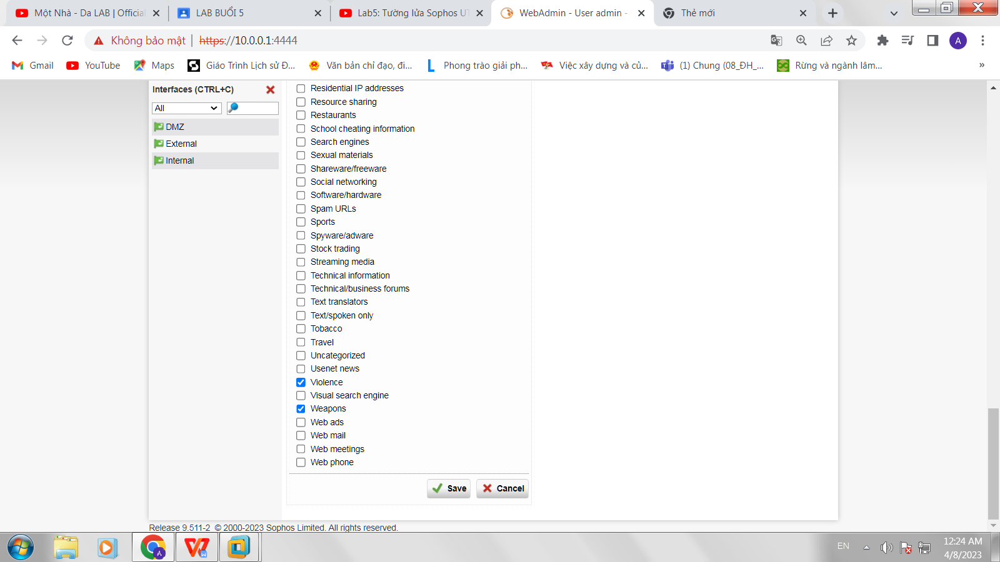 Một Nhà - Da LAB | Official
LAB BUỔI 5
Lab5: Tường lửa Sophos UT
WebAdmin - User admin -
Thẻ mới
Không bảo mật | https://10.0.0.1:4444
Gmail
YouTube
Maps
Giáo Trình Lịch sử Đ...
Văn bản chỉ đạo, đi...
Phong trào giải ph...
Việc xây dựng và củ...
(1) Chung (08_ĐH_...
Rừng và ngành lâm...
»
Interfaces (CTRL+C)
All
DMZ
External
Internal
Residential IP addresses
Resource sharing
Restaurants
School cheating information
Search engines
Sexual materials
Shareware/freeware
Social networking
Software/hardware
Spam URLs
Sports
Spyware/adware
Stock trading
Streaming media
Technical information
Technical/business forums
Text translators
Text/spoken only
Tobacco
Travel
Uncategorized
Usenet news
Violence
Visual search engine
Weapons
Web ads
Web mail
Web meetings
Web phone
Save
Cancel
Release 9.511-2 © 2000-2023 Sophos Limited. All rights reserved.
EN
12:24 AM
4/8/2023